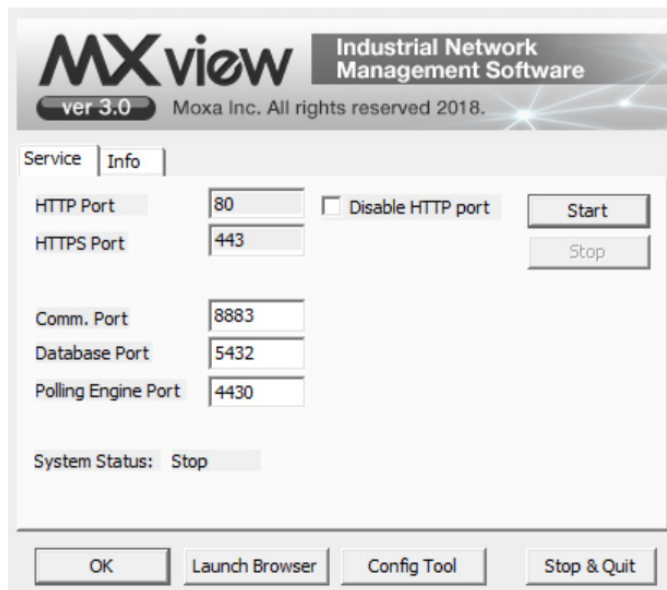 MXview
Industrial Network
Management Software
ver 3.0
Moxa Inc. All rights reserved 2018.
Service
Info
HTTP Port
80
Disable HTTP port
Start
HTTPS Port
443
Stop
Comm. Port
8883
Database Port
5432
Polling Engine Port
4430
System Status: Stop
OK
Launch Browser
Config Tool
Stop & Quit